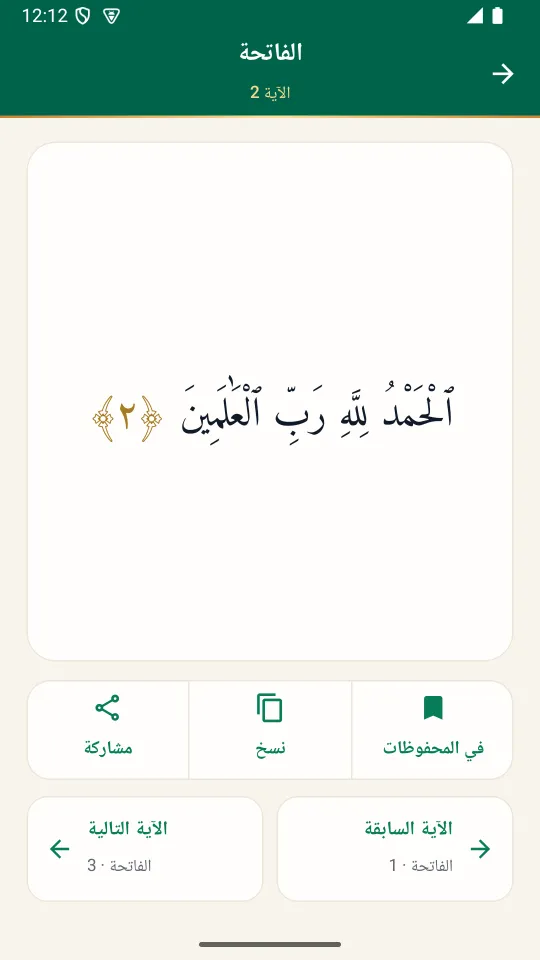 12:12
الفاتحة
الآية 2
ٱلْحَمْدُ لِلَّهِ رَبِّ ٱلْعَٰلَمِينَ ﴿٢﴾
في المحفوظات
نسخ
مشاركة
الآية السابقة
الفاتحة · 1
الآية التالية
الفاتحة · 3